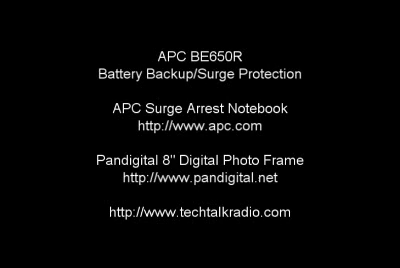 APC BE650R
Battery Backup/Surge Protection
APC Surge Arrest Notebook
http://www.apc.com
Pandigital 8" Digital Photo Frame
http://www.pandigital.net
http://www.techtalkradio.com